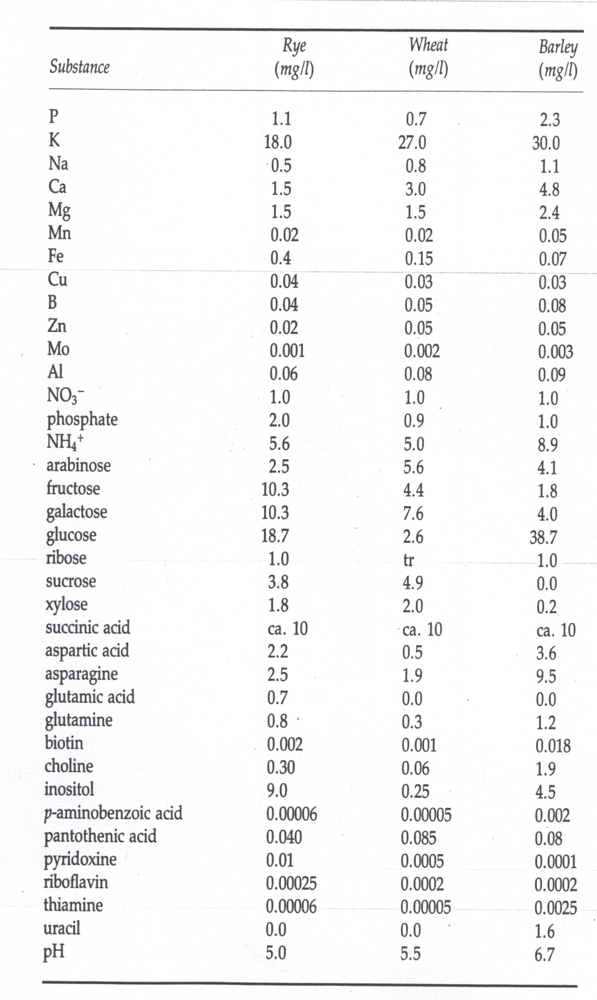 Substance Rye (mg/l) Wheat (mg/l) Barley (mg/l)
P 1.1 0.7 2.3
K 18.0 27.0 30.0
Na 0.5 0.8 1.1
Ca 1.5 3.0 4.8
Mg 1.5 1.5 2.4
Mn 0.02 0.02 0.05
Fe 0.4 0.15 0.07
Cu 0.04 0.03 0.03
B 0.04 0.05 0.08
Zn 0.02 0.05 0.05
Mo 0.001 0.002 0.003
Al 0.06 0.08 0.09
NO₃⁻ 1.0 1.0 1.0
phosphate 2.0 0.9 1.0
NH₄⁺ 5.6 5.0 8.9
arabinose 2.5 5.6 4.1
fructose 10.3 4.4 1.8
galactose 10.3 7.6 4.0
glucose 18.7 2.6 38.7
ribose 1.0 tr 1.0
sucrose 3.8 4.9 0.0
xylose 1.8 2.0 0.2
succinic acid ca. 10 ca. 10 ca. 10
aspartic acid 2.2 0.5 3.6
asparagine 2.5 1.9 9.5
glutamic acid 0.7 0.0 0.0
glutamine 0.8 0.3 1.2
biotin 0.002 0.001 0.018
choline 0.30 0.06 1.9
inositol 9.0 0.25 4.5
p-aminobenzoic acid 0.00006 0.00005 0.002
pantothenic acid 0.040 0.085 0.08
pyridoxine 0.01 0.0005 0.0001
riboflavin 0.00025 0.0002 0.0002
thiamine 0.00006 0.00005 0.0025
uracil 0.0 0.0 1.6
pH 5.0 5.5 6.7